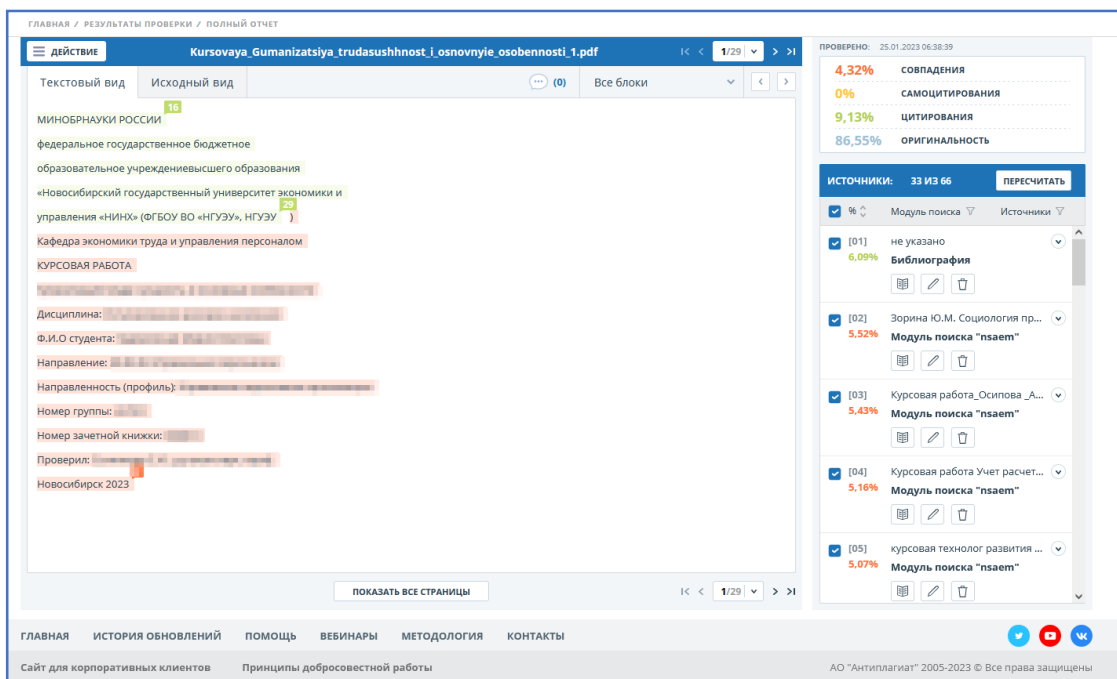 ГЛАВНАЯ / РЕЗУЛЬТАТЫ ПРОВЕРКИ / ПОЛНЫЙ ОТЧЕТ
ДЕЙСТВИЕ
Kursovaya_Gumanizatsiya_trudasushhnost_i_osnovnyie_osobennosti_1.pdf
1/29
Текстовый вид
Исходный вид
(0)
Все блоки
16
МИНОБРНАУКИ РОССИИ
федеральное государственное бюджетное
образовательное учреждениевысшего образования
«Новосибирский государственный университет экономики и
29
управления «НИНХ» (ФГБОУ ВО «НГУЭУ», НГУЭУ )
Кафедра экономики труда и управления персоналом
КУРСОВАЯ РАБОТА
Дисциплина:
Ф.И.О студента:
Направление:
Направленность (профиль):
Номер группы:
Номер зачетной книжки:
Проверил:
Новосибирск 2023
ПОКАЗАТЬ ВСЕ СТРАНИЦЫ
1/29
ПРОВЕРЕНО: 25.01.2023 06:38:39
4,32% СОВПАДЕНИЯ
0% САМОЦИТИРОВАНИЯ
9,13% ЦИТИРОВАНИЯ
86,55% ОРИГИНАЛЬНОСТЬ
ИСТОЧНИКИ: 33 ИЗ 66
ПЕРЕСЧИТАТЬ
% Модуль поиска Источники
[01] не указано
6,09% Библиография
[02] Зорина Ю.М. Социология пр...
5,52% Модуль поиска "nsaem"
[03] Курсовая работа_Осипова _А...
5,43% Модуль поиска "nsaem"
[04] Курсовая работа Учет расчет...
5,16% Модуль поиска "nsaem"
[05] курсовая технолог развития ...
5,07% Модуль поиска "nsaem"
ГЛАВНАЯ ИСТОРИЯ ОБНОВЛЕНИЙ ПОМОЩЬ ВЕБИНАРЫ МЕТОДОЛОГИЯ КОНТАКТЫ
Сайт для корпоративных клиентов Принципы добросовестной работы
АО "Антиплагиат" 2005-2023 © Все права защищены